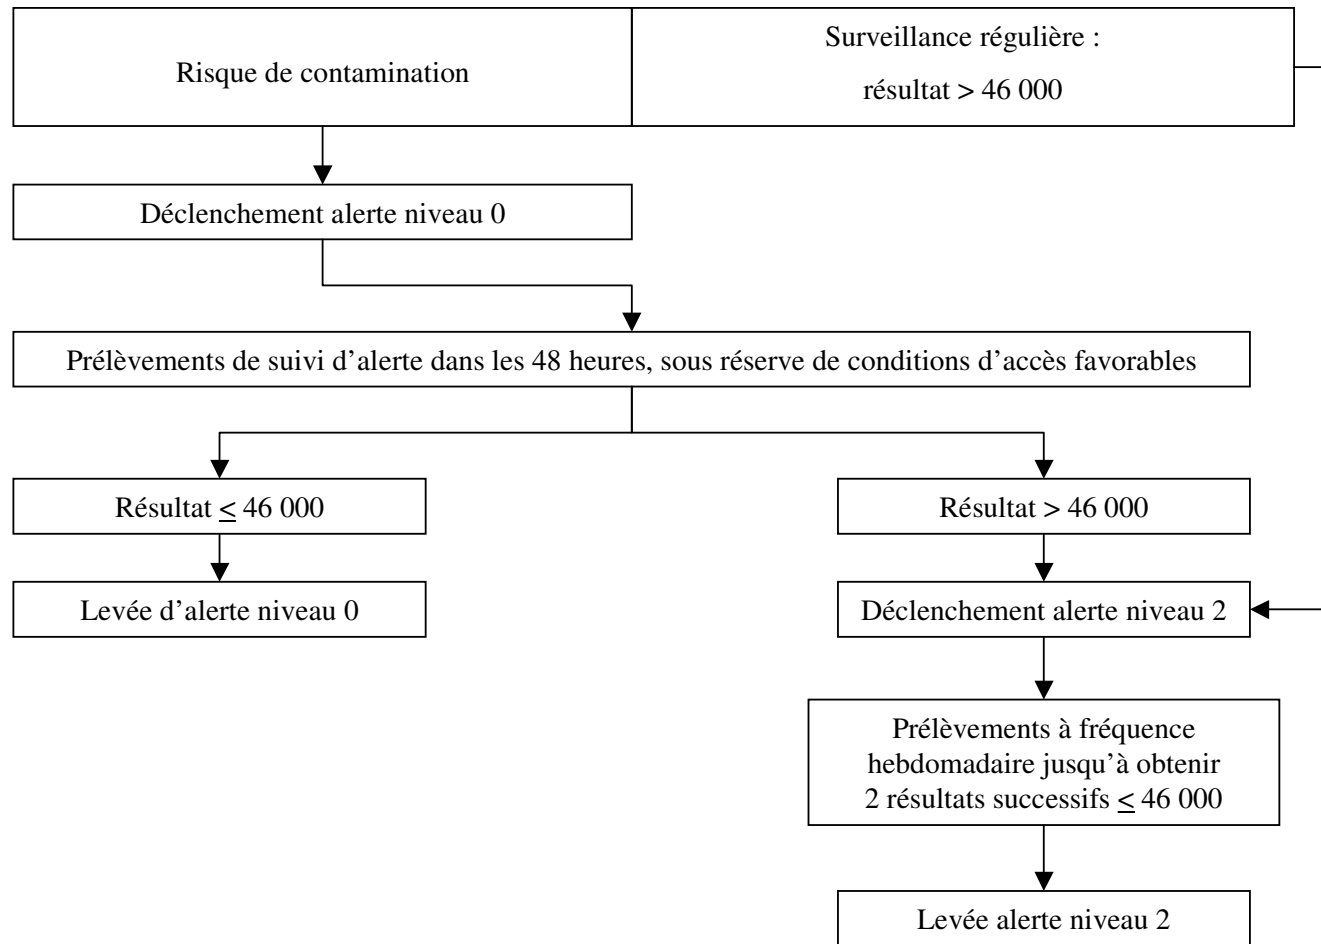 Risque de contamination
Surveillance régulière :
résultat > 46 000
Déclenchement alerte niveau 0
Prélèvements de suivi d’alerte dans les 48 heures, sous réserve de conditions d’accès favorables
Résultat ≤ 46 000
Résultat > 46 000
Levée d’alerte niveau 0
Déclenchement alerte niveau 2
Prélèvements à fréquence
hebdomadaire jusqu’à obtenir
2 résultats successifs ≤ 46 000
Levée alerte niveau 2